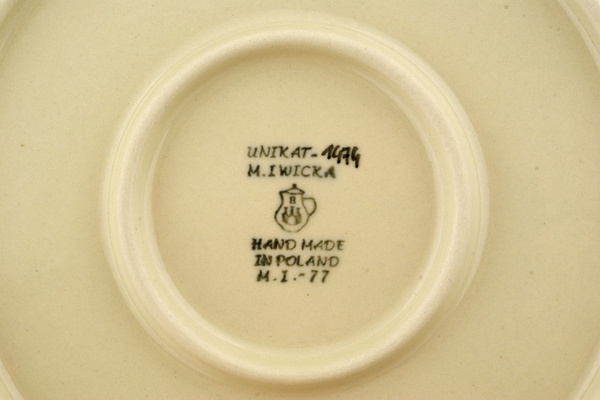 UNIKAT-1474
M.IWICKA
B
HAND MADE
IN POLAND
M.I.-77